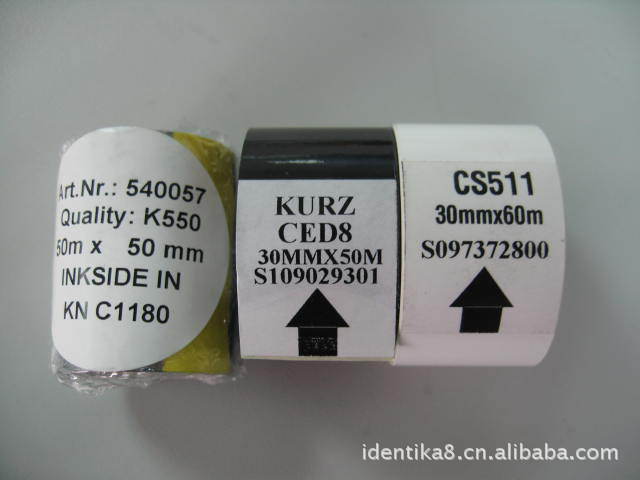 Art.Nr.: 540057
Quality: K550
50m x 50 mm
INKSIDE IN
KN C1180
KURZ
CED8
30MMX50M
S109029301
CS511
30mmx60m
S097372800
identika8.cn.alibaba.com